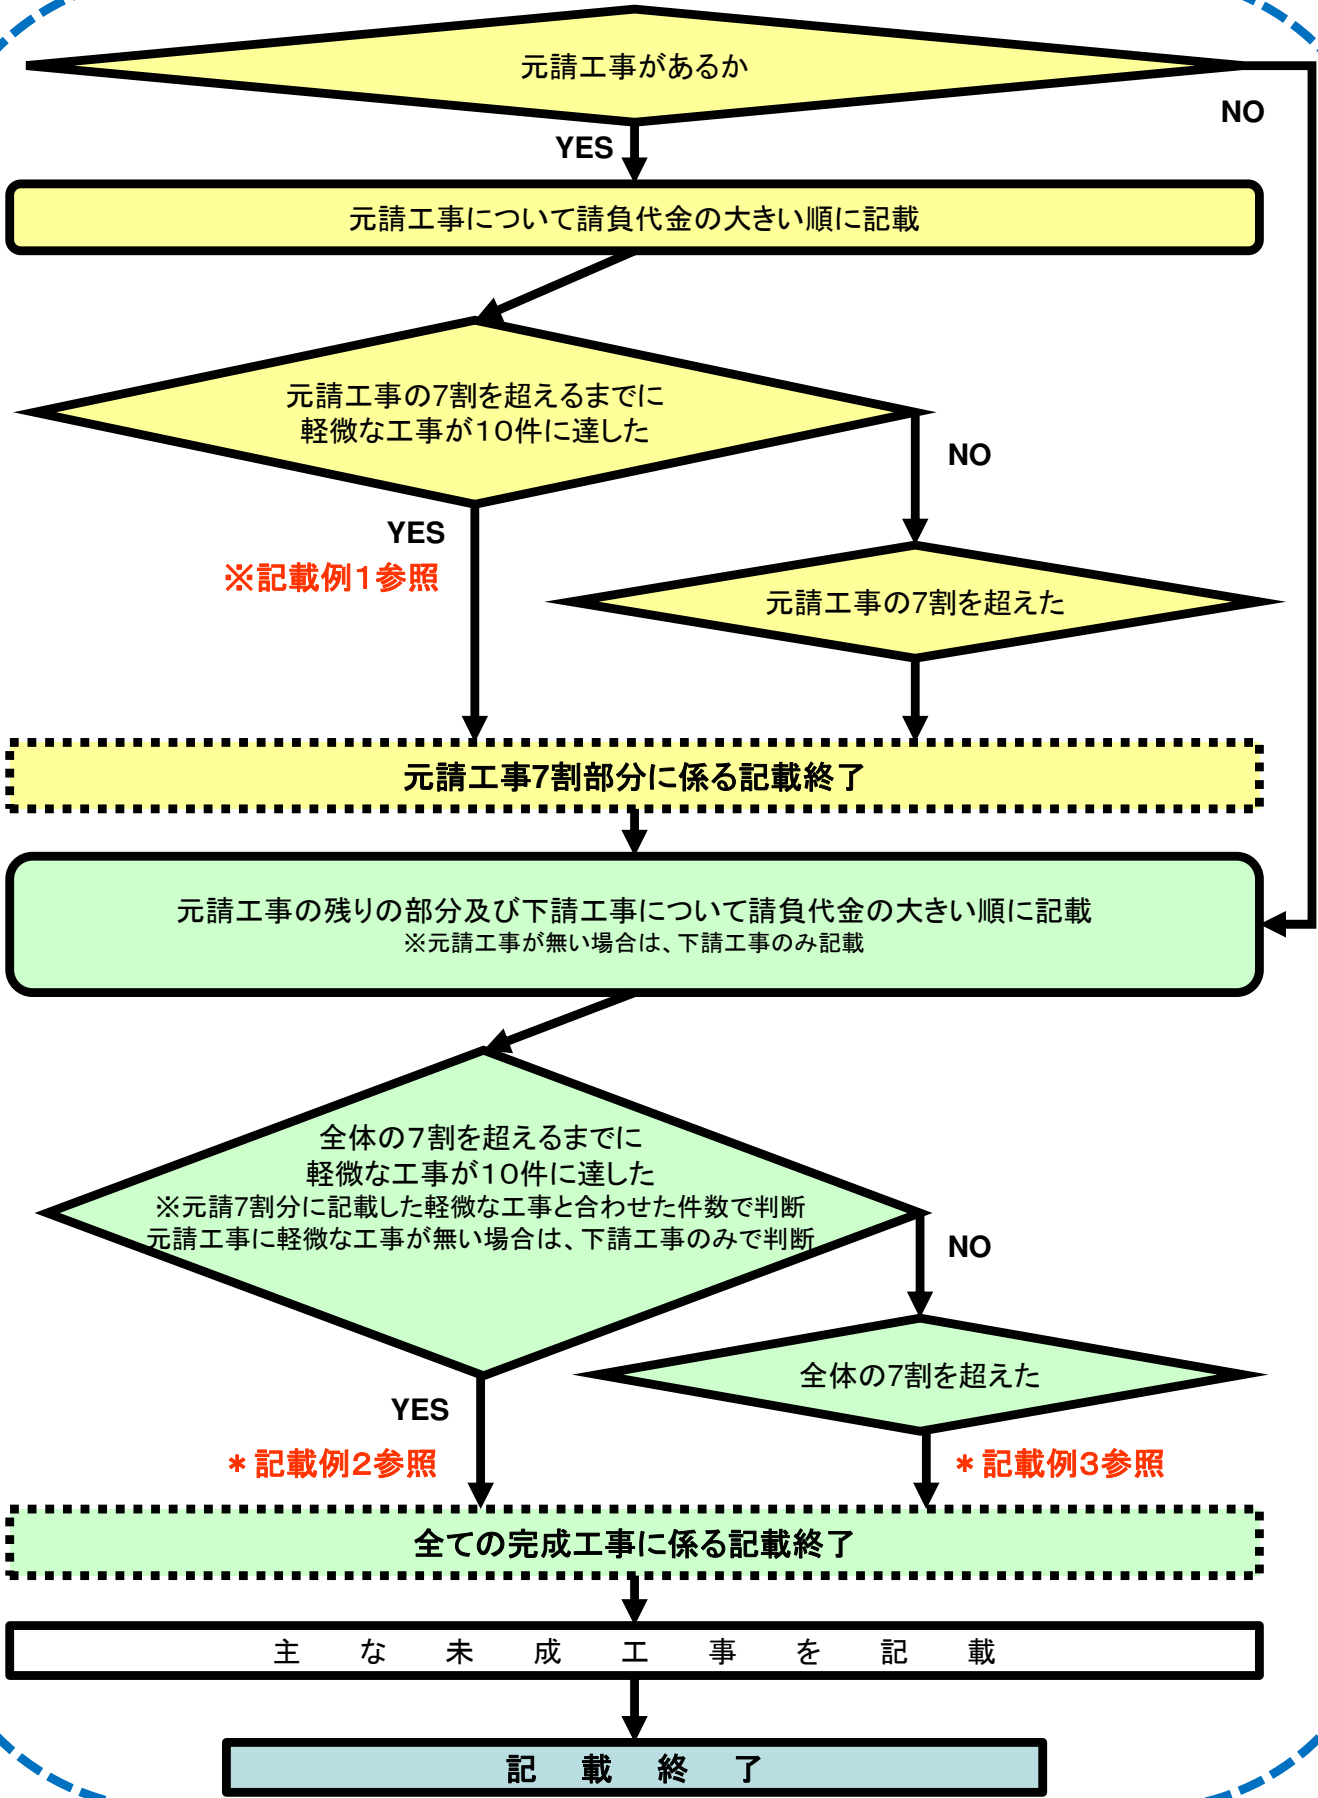 元請工事があるか
NO
YES
元請工事について請負代金の大きい順に記載
元請工事の7割を超えるまでに
軽微な工事が10件に達した
NO
YES
※記載例1参照
元請工事の7割を超えた
元請工事7割部分に係る記載終了
元請工事の残りの部分及び下請工事について請負代金の大きい順に記載
※元請工事が無い場合は、下請工事のみ記載
全体の7割を超えるまでに
軽微な工事が10件に達した
※元請7割分に記載した軽微な工事と合わせた件数で判断
元請工事に軽微な工事が無い場合は、下請工事のみで判断
NO
全体の7割を超えた
YES
＊記載例2参照
＊記載例3参照
全ての完成工事に係る記載終了
主な未成工事を記載
記載終了